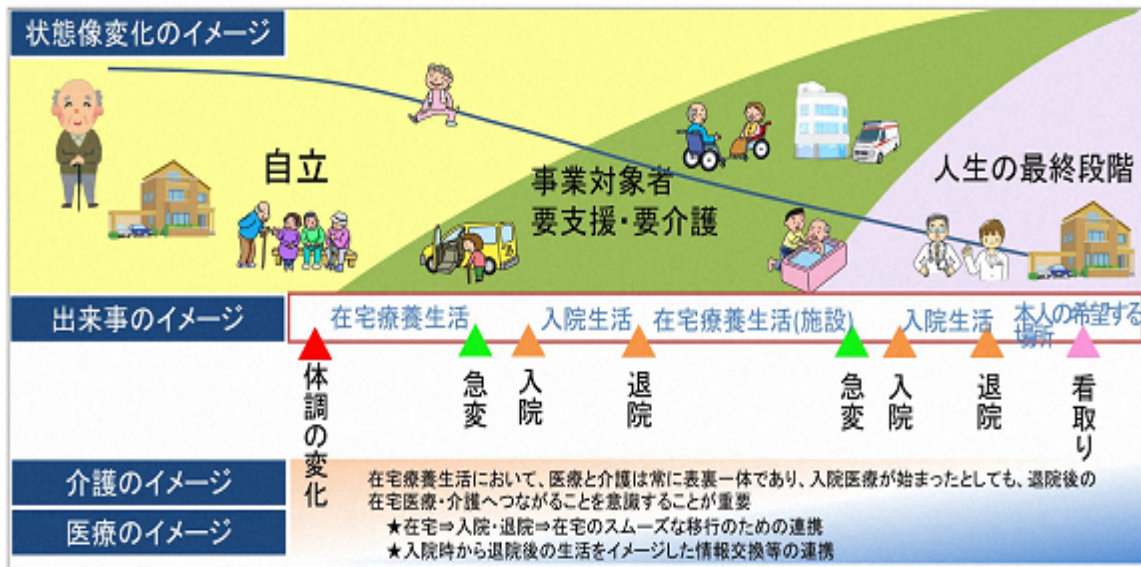 状態像変化のイメージ
自立
事業対象者
要支援・要介護
人生の最終段階
出来事のイメージ
在宅療養生活
入院生活
在宅療養生活(施設)
入院生活
本人の希望する
場所
体調の変化
急変
入院
退院
急変
入院
退院
看取り
介護のイメージ
医療のイメージ
在宅療養生活において、医療と介護は常に表裏一体であり、入院医療が始まったとしても、退院後の
在宅医療・介護へつながることを意識することが重要
★在宅⇒入院・退院⇒在宅のスムーズな移行のための連携
★入院時から退院後の生活をイメージした情報交換等の連携